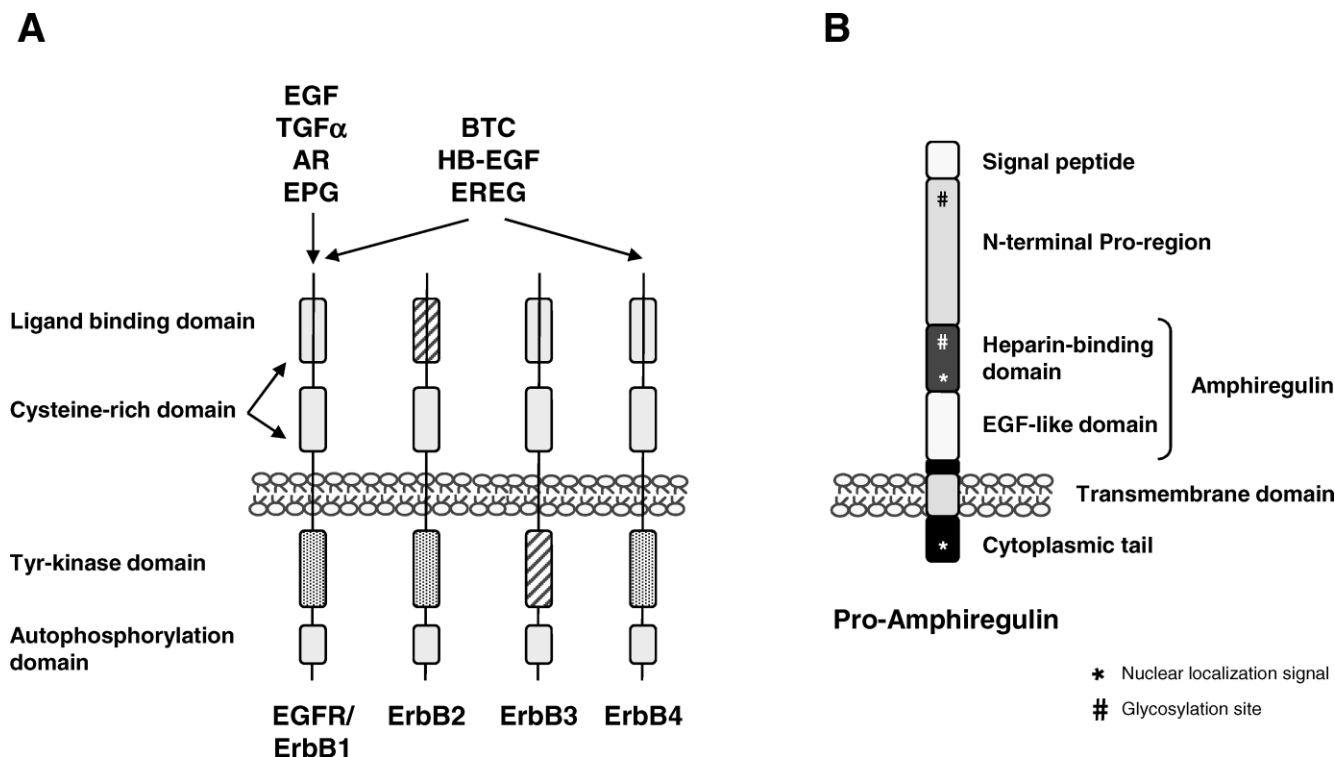 A
EGF
TGFα
AR
EPG
BTC
HB-EGF
EREG
Ligand binding domain
Cysteine-rich domain
Tyr-kinase domain
Autophosphorylation
domain
EGFR/
ErbB1
ErbB2
ErbB3
ErbB4
B
Signal peptide
#
N-terminal Pro-region
#
*
Heparin-binding
domain
EGF-like domain
Amphiregulin
Transmembrane domain
*
Cytoplasmic tail
Pro-Amphiregulin
* Nuclear localization signal
# Glycosylation site